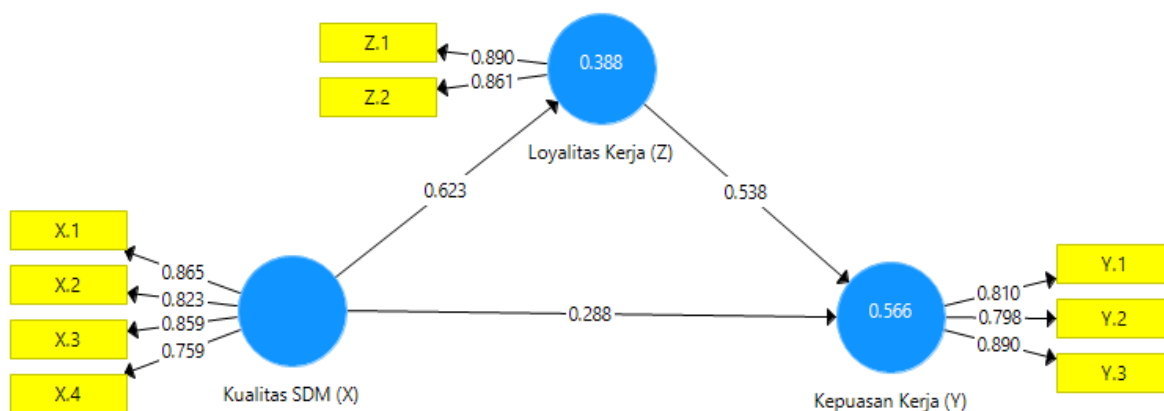 Z.1
0.890
0.388
Z.2
0.861
Loyalitas Kerja (Z)
0.623
0.538
X.1
0.865
X.2
0.823
X.3
0.859
X.4
0.759
Kualitas SDM (X)
0.288
0.566
Y.1
0.810
Y.2
0.798
Y.3
0.890
Kepuasan Kerja (Y)